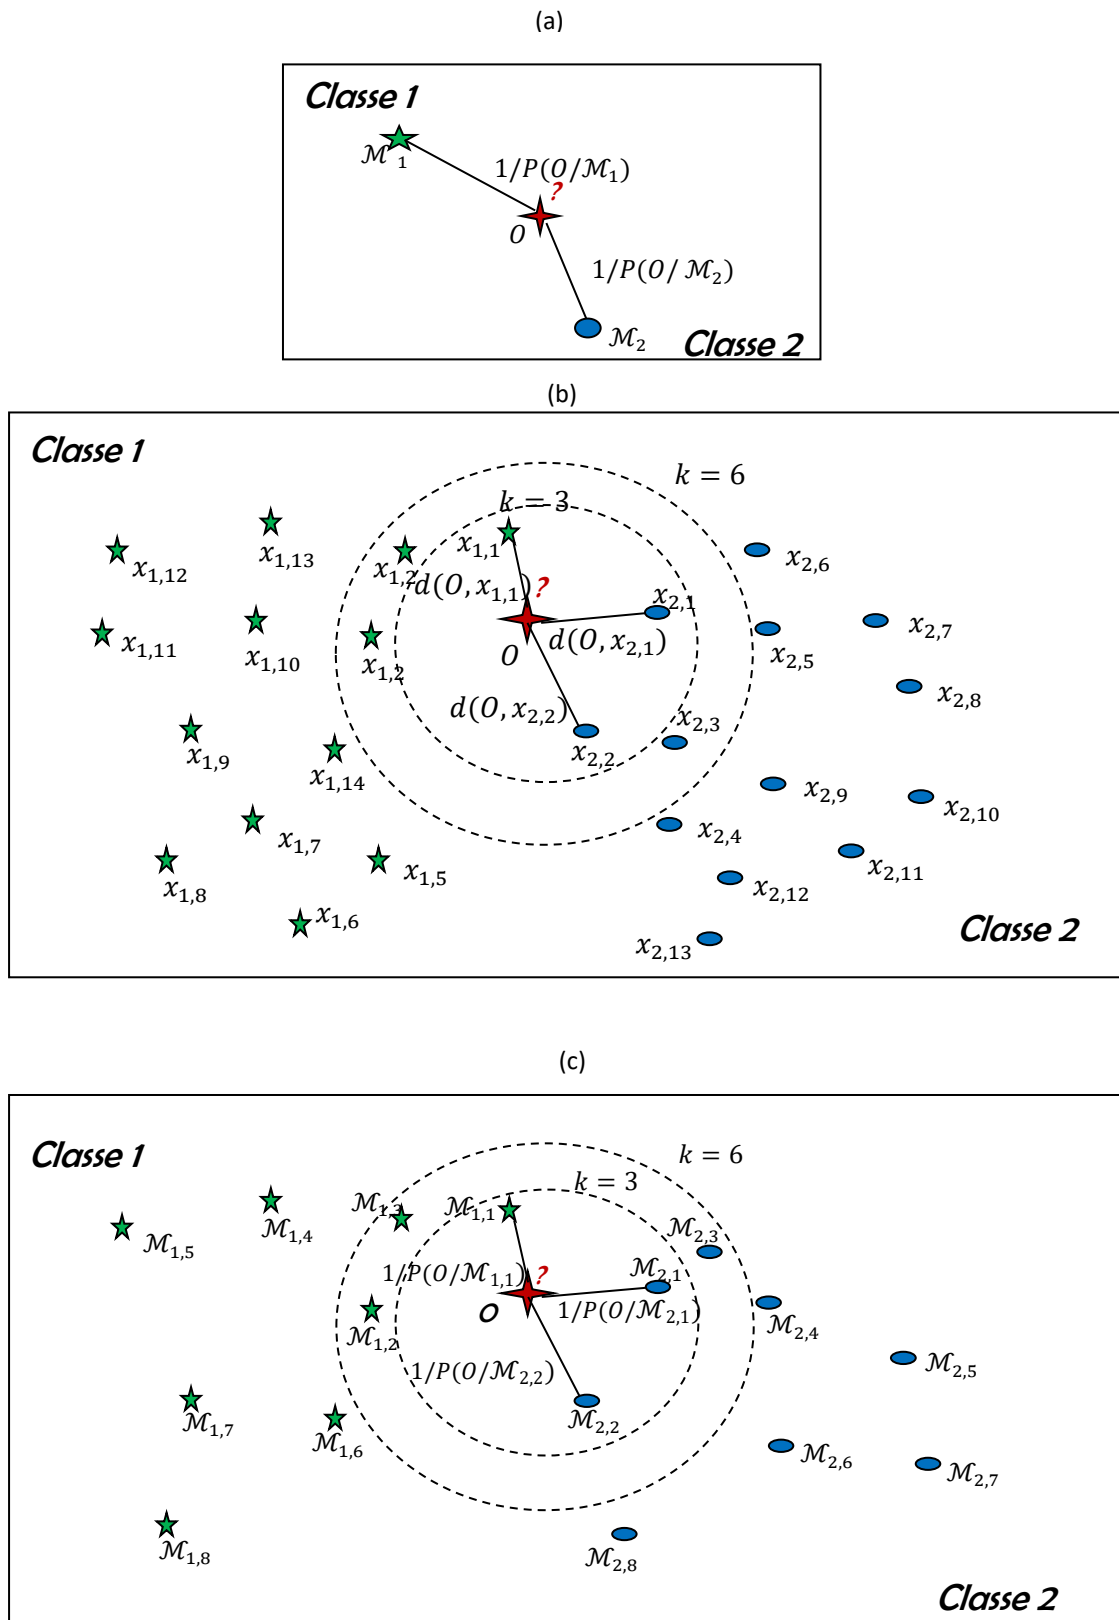 (a)
Classe 1
ℳ1
1/P(O/ℳ1)
?
O
1/P(O/ ℳ2)
ℳ2
Classe 2
(b)
Classe 1
k = 6
k = 3
x1,13
x1,12
x1,2
x1,1
x2,6
d(O, x1,1)
?
x2,1
x1,11
x1,10
x1,2
O
d(O, x2,1)
x2,5
x2,7
x2,8
d(O, x2,2)
x2,3
x1,9
x1,14
x2,2
x2,9
x2,10
x1,7
x2,4
x1,8
x1,5
x2,11
x2,12
x1,6
x2,13
Classe 2
(c)
Classe 1
k = 6
k = 3
ℳ1,5
ℳ1,4
ℳ1,3
ℳ1,1
ℳ2,3
1/P(O/ℳ1,1)
?
ℳ2,1
O
1/P(O/ℳ2,1)
ℳ1,2
ℳ2,4
1/P(O/ℳ2,2)
ℳ2,5
ℳ1,7
ℳ1,6
ℳ2,2
ℳ2,6
ℳ2,7
ℳ1,8
ℳ2,8
Classe 2